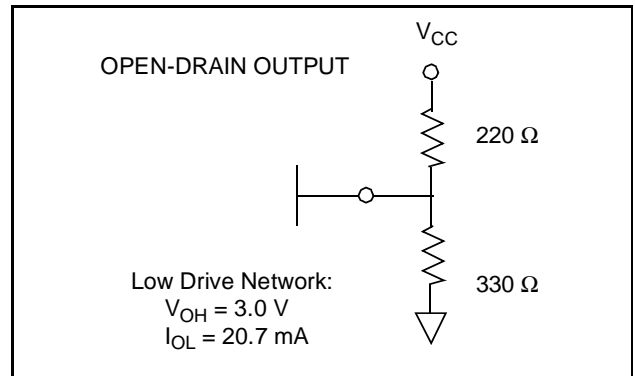 V_CC
OPEN-DRAIN OUTPUT
220 Ω
330 Ω
Low Drive Network:
V_OH = 3.0 V
I_OL = 20.7 mA